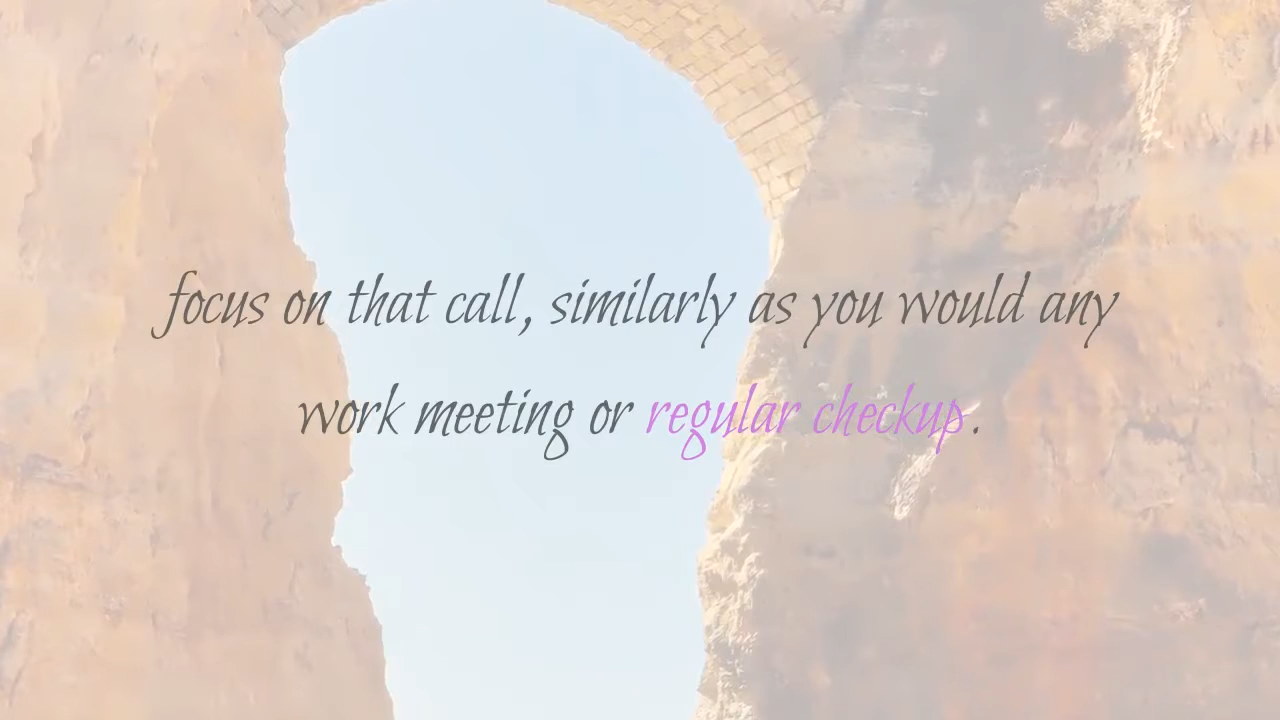 focus on that call, similarly as you would any
work meeting or regular checkup.